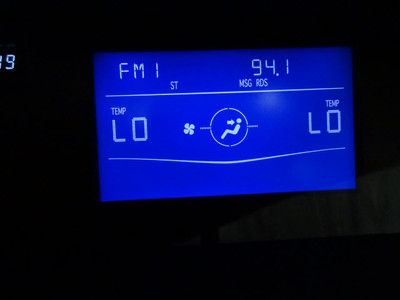 FM1 94.1
ST MSG RDS
TEMP TEMP
LO LO